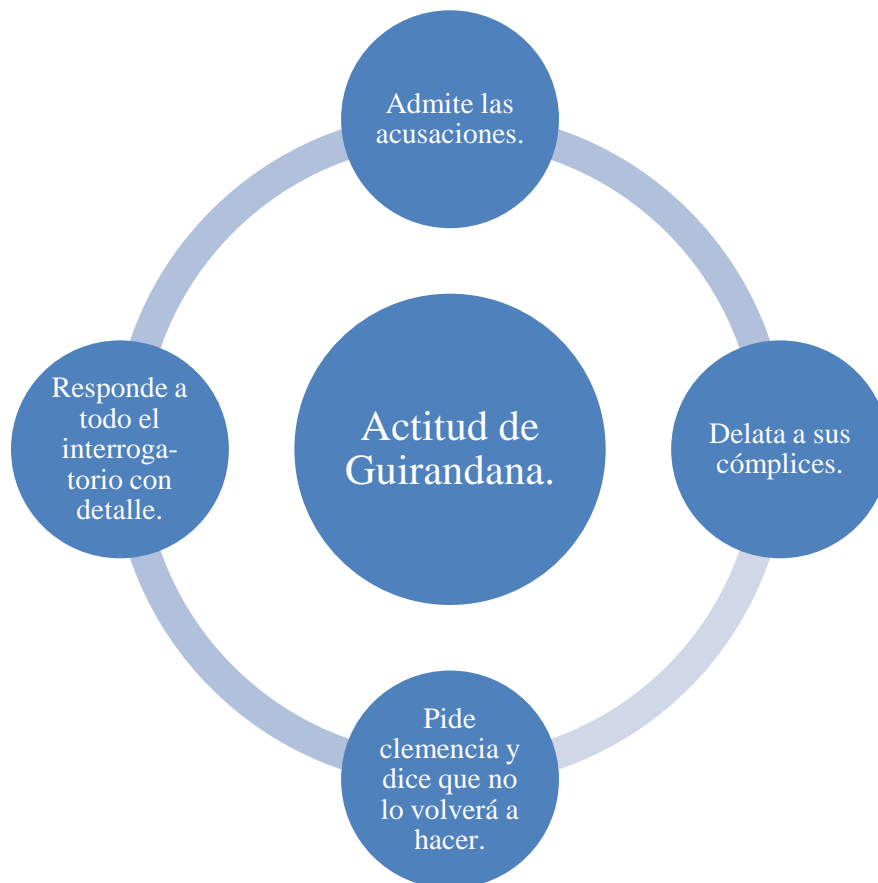 Admite las
acusaciones.
Actitud de
Guirandana.
Delata a sus
cómplices.
Pide
clemencia y
dice que no
lo volverá a
hacer.
Responde a
todo el
interroga-
torio con
detalle.